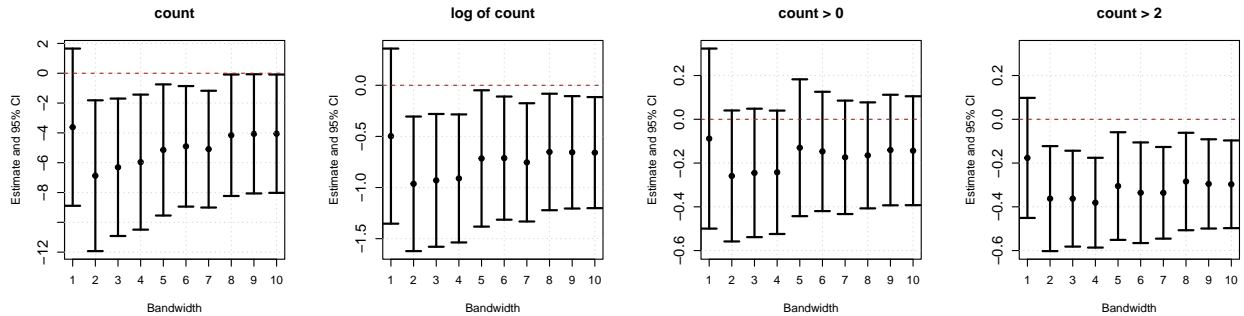 count
log of count
count > 0
count > 2
Estimate and 95% CI
2
0
−2
−4
−6
−8
−12
1 2 3 4 5 6 7 8 9 10
Bandwidth
Estimate and 95% CI
0.0
−0.5
−1.0
−1.5
1 2 3 4 5 6 7 8 9 10
Bandwidth
Estimate and 95% CI
0.2
0.0
−0.2
−0.4
−0.6
1 2 3 4 5 6 7 8 9 10
Bandwidth
Estimate and 95% CI
0.2
0.0
−0.2
−0.4
−0.6
1 2 3 4 5 6 7 8 9 10
Bandwidth